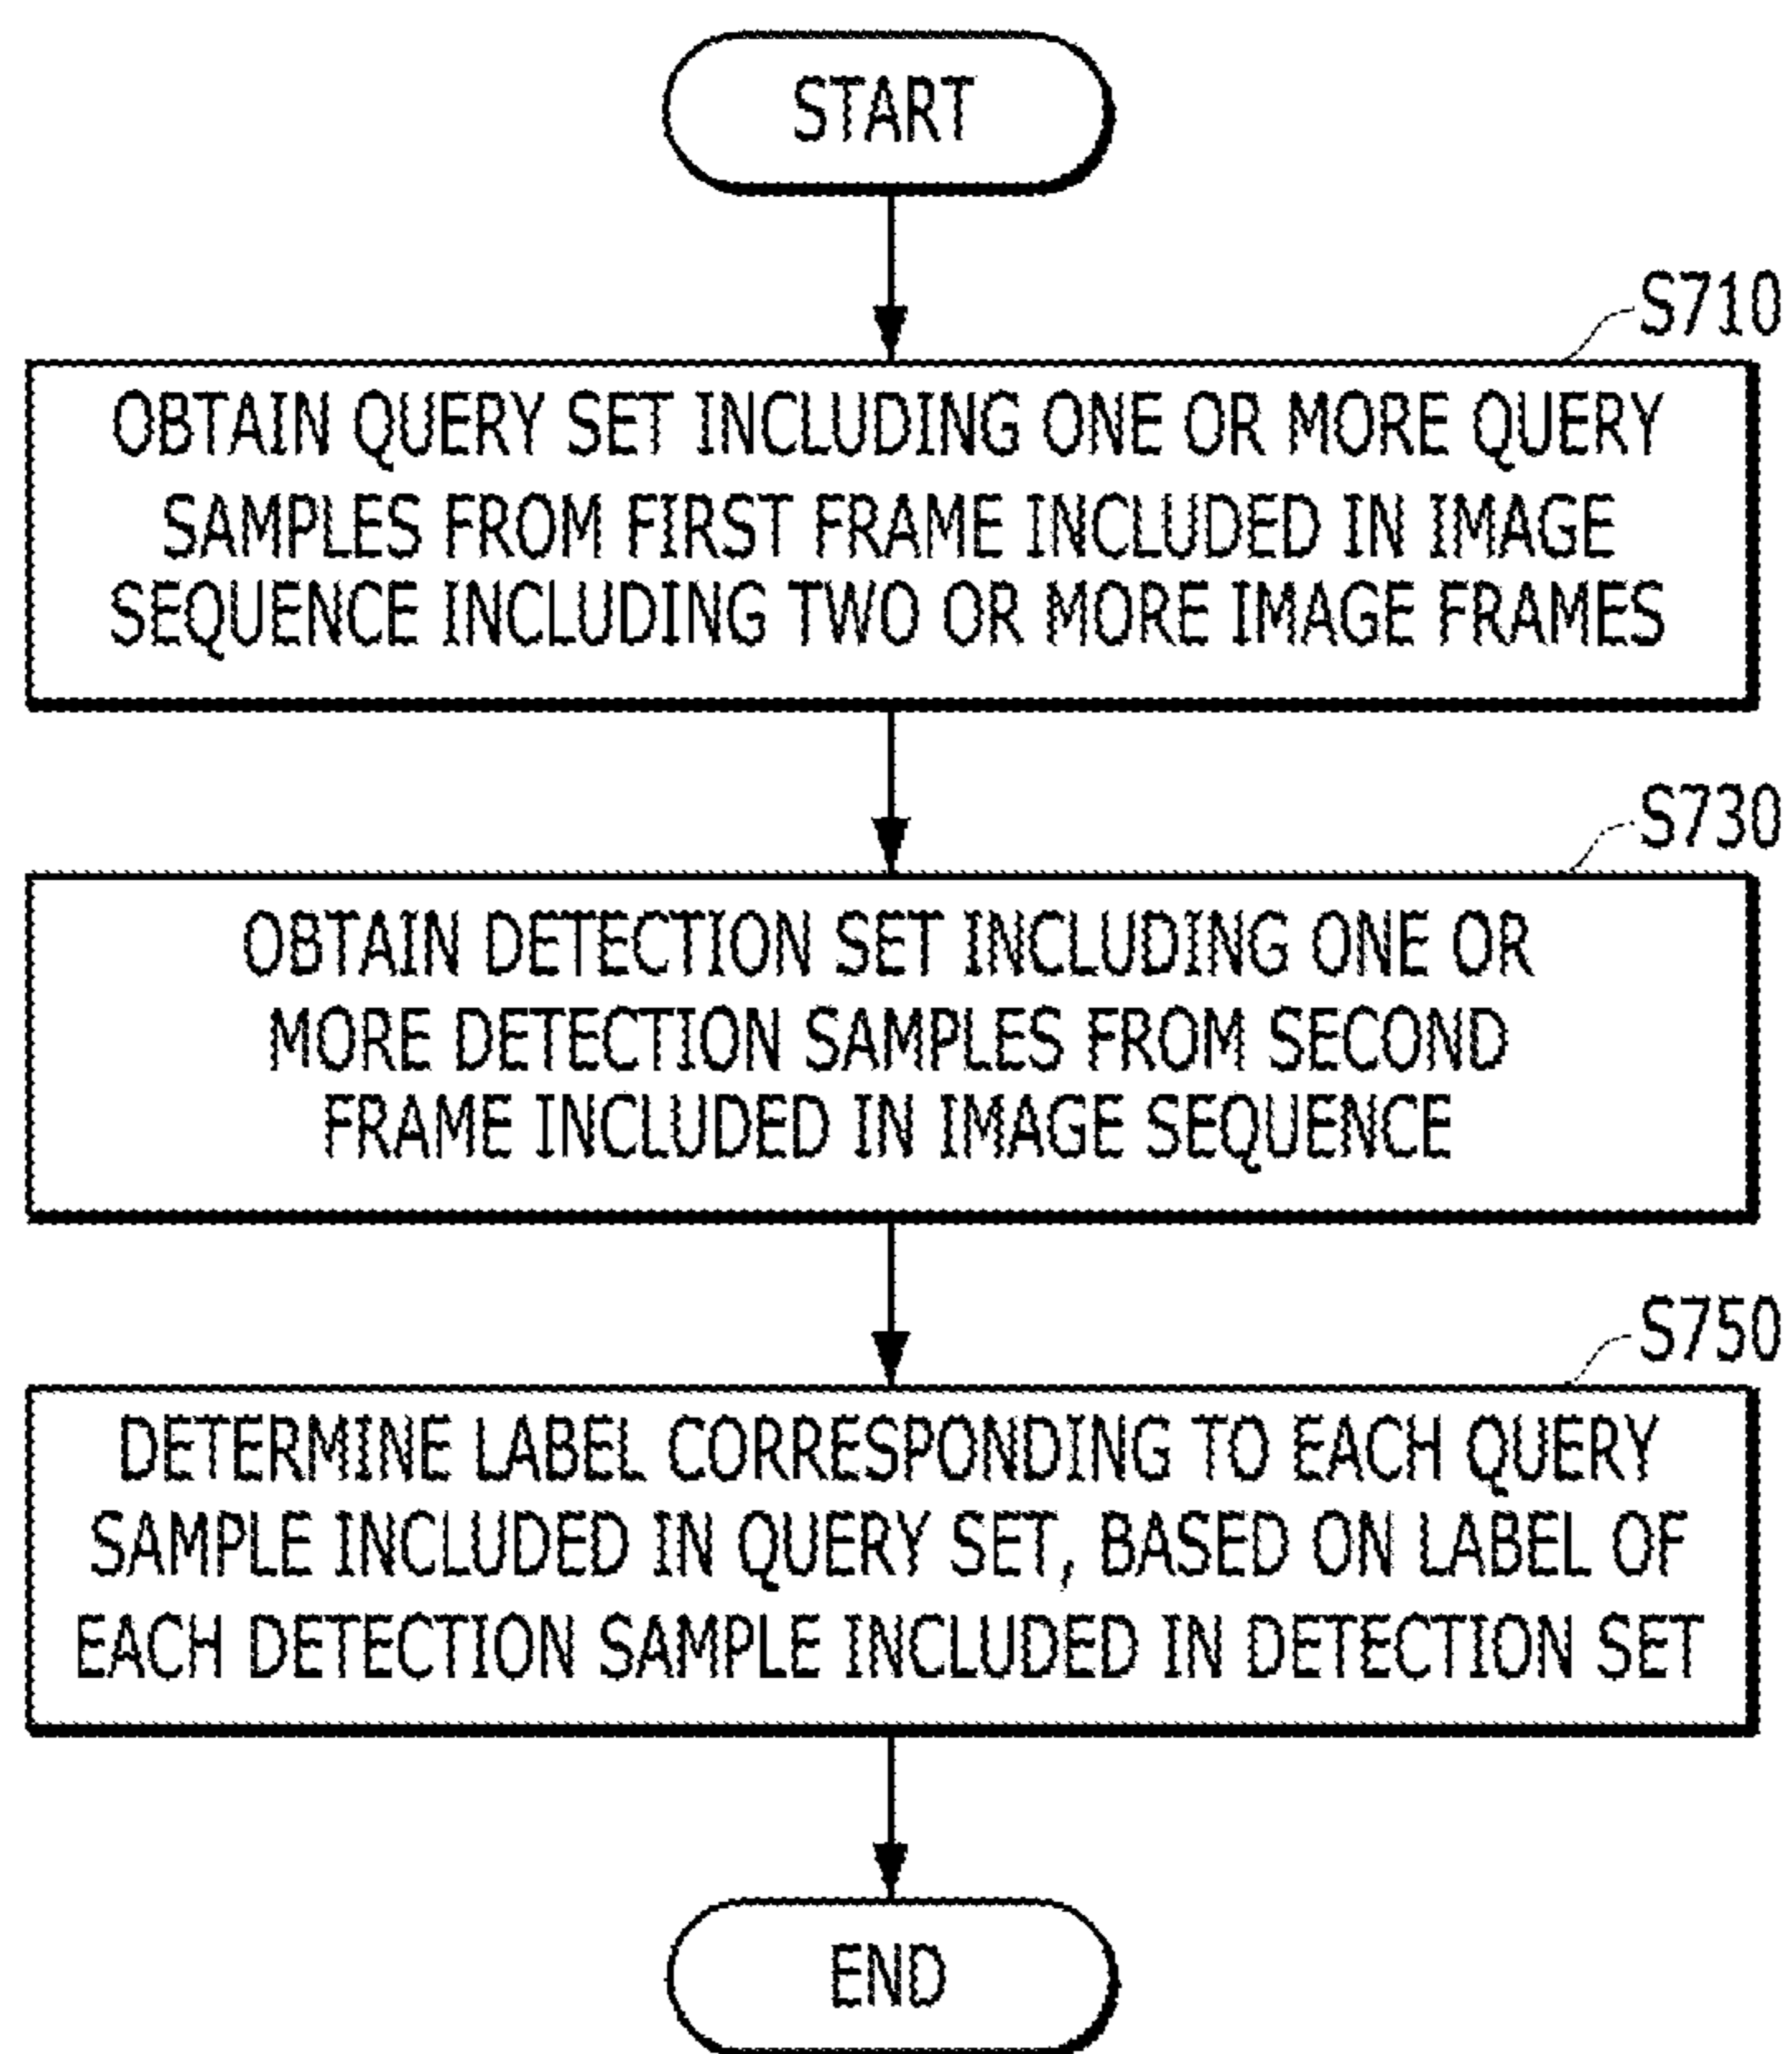 START
S710
OBTAIN QUERY SET INCLUDING ONE OR MORE QUERY
SAMPLES FROM FIRST FRAME INCLUDED IN IMAGE
SEQUENCE INCLUDING TWO OR MORE IMAGE FRAMES
S730
OBTAIN DETECTION SET INCLUDING ONE OR
MORE DETECTION SAMPLES FROM SECOND
FRAME INCLUDED IN IMAGE SEQUENCE
S750
DETERMINE LABEL CORRESPONDING TO EACH QUERY
SAMPLE INCLUDED IN QUERY SET, BASED ON LABEL OF
EACH DETECTION SAMPLE INCLUDED IN DETECTION SET
END